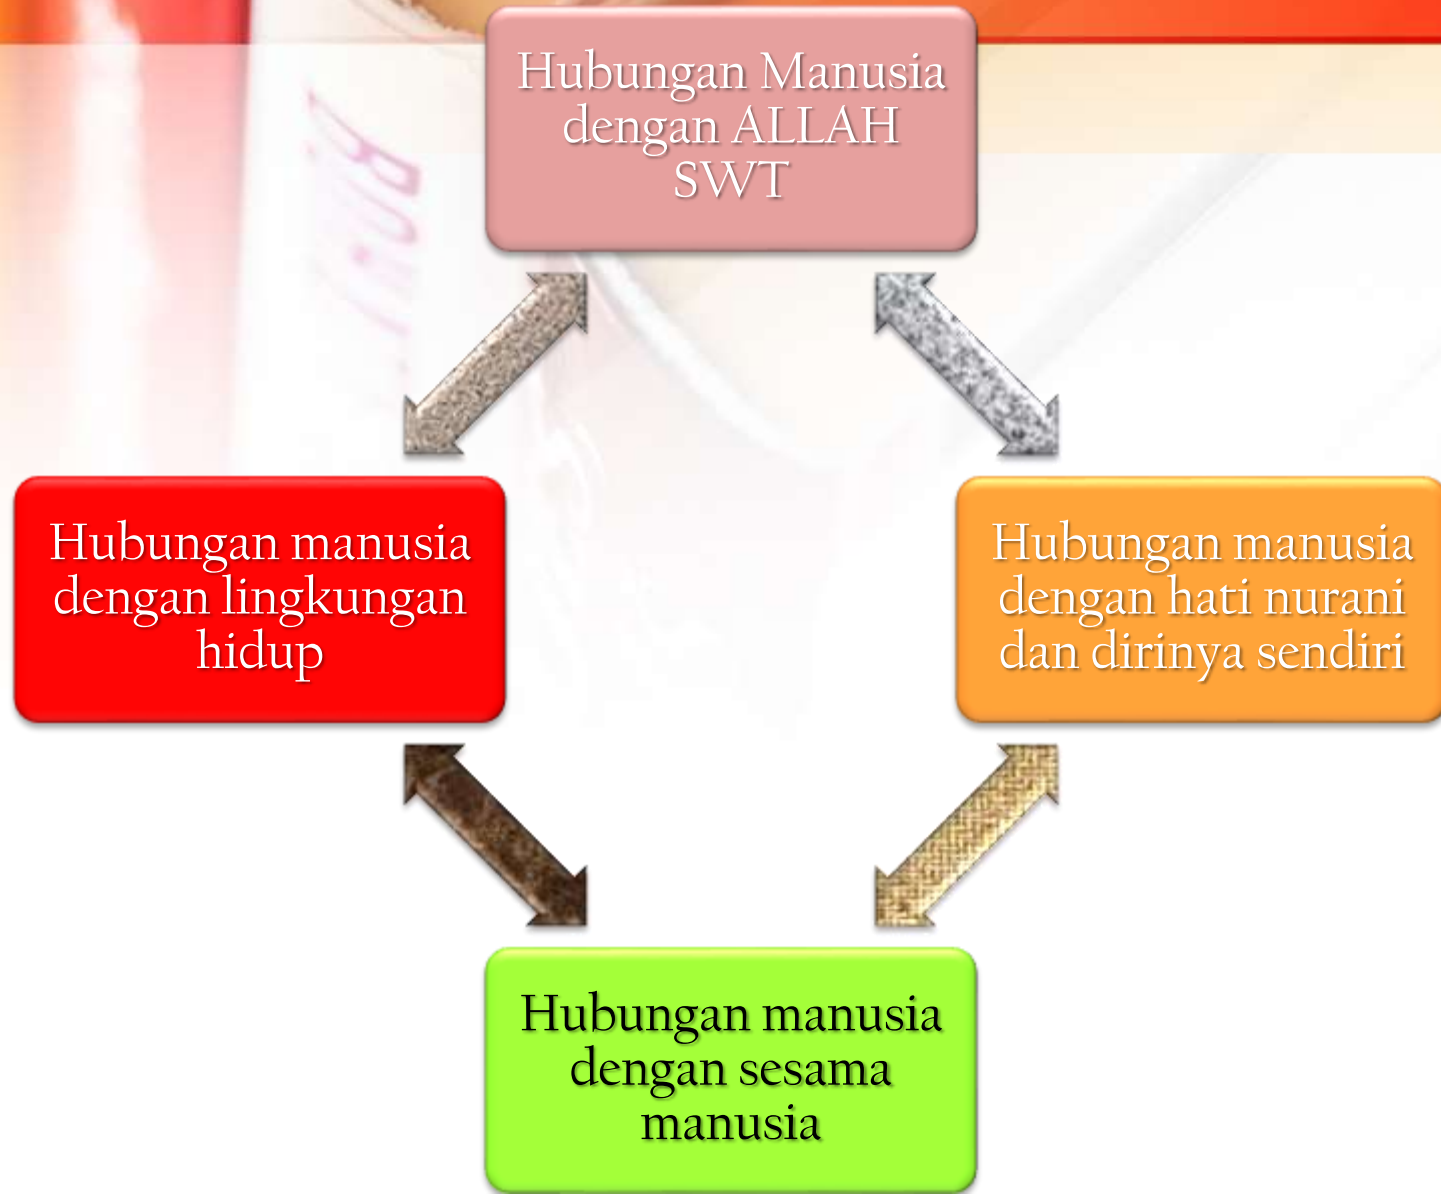 Hubungan Manusia
dengan ALLAH
SWT
Hubungan manusia
dengan lingkungan
hidup
Hubungan manusia
dengan hati nurani
dan dirinya sendiri
Hubungan manusia
dengan sesama
manusia